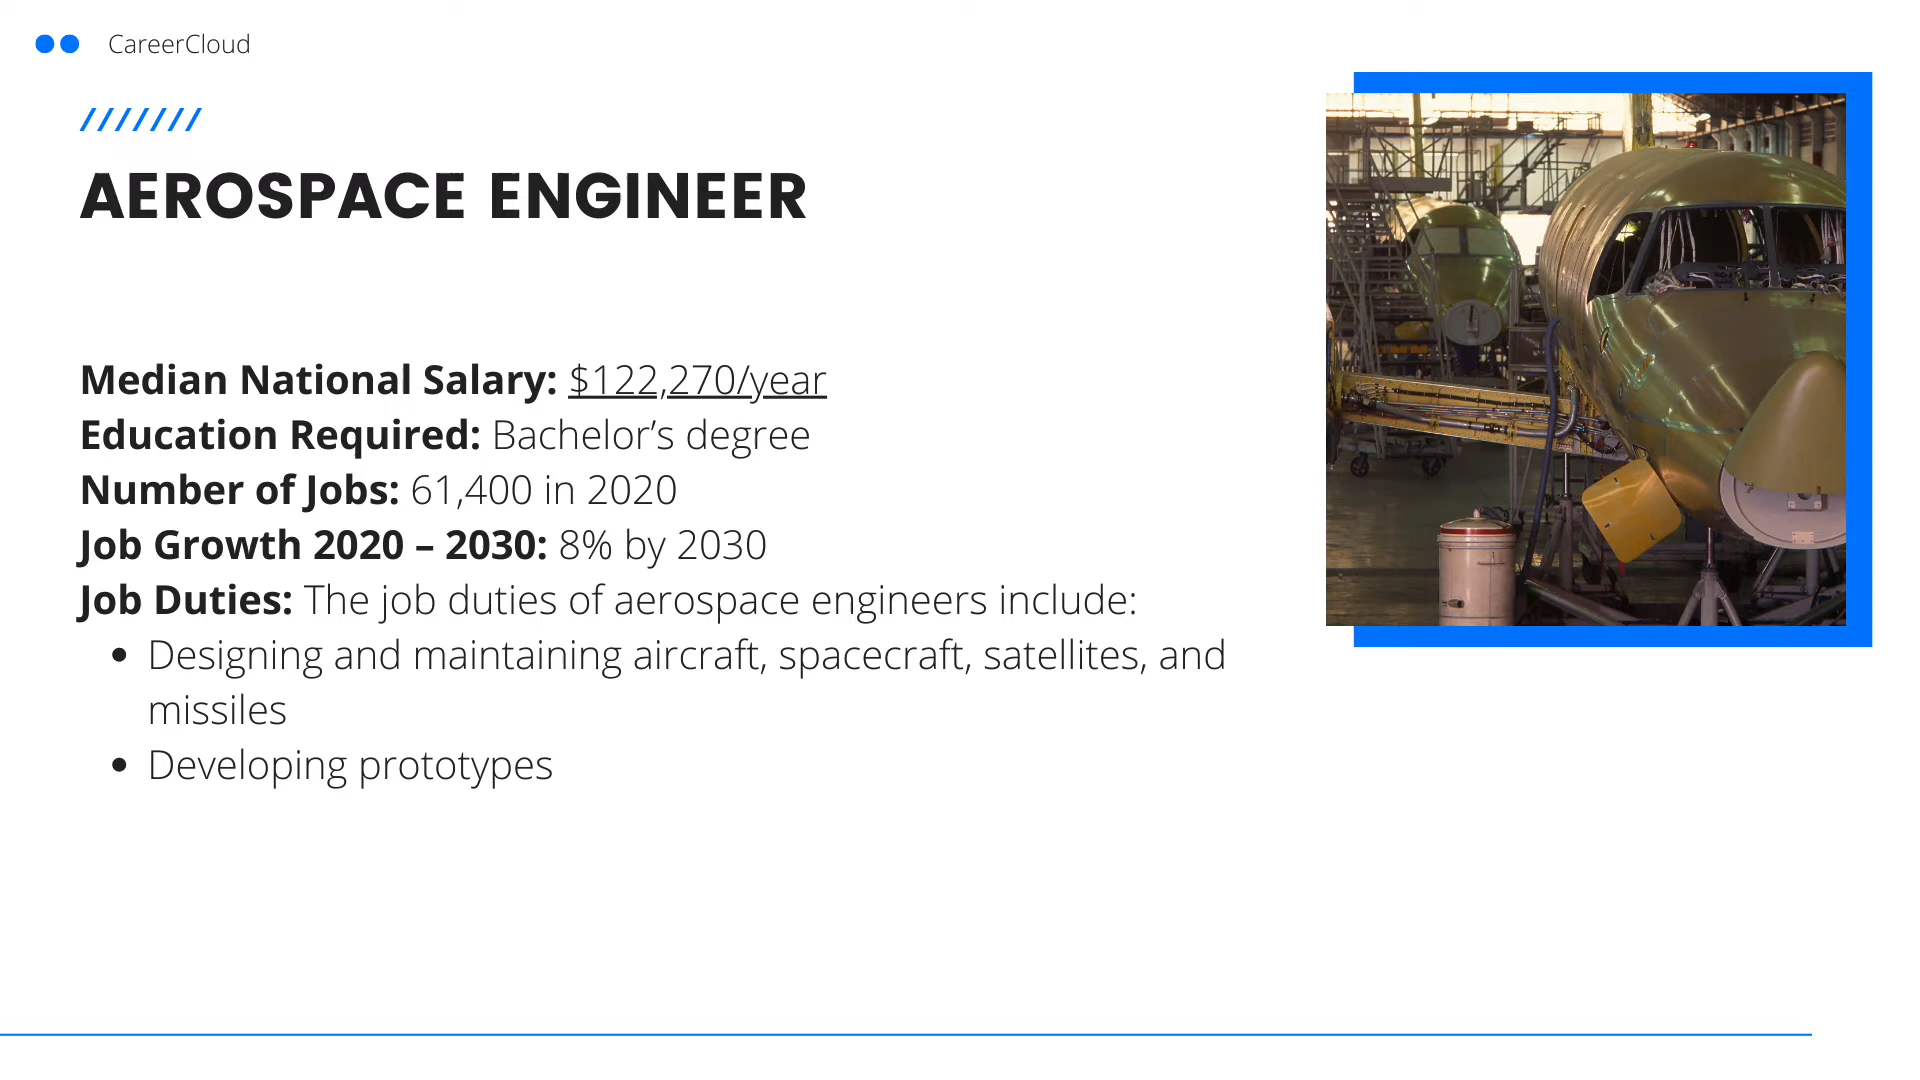 CareerCloud
///////
AEROSPACE ENGINEER
Median National Salary: $122,270/year
Education Required: Bachelor’s degree
Number of Jobs: 61,400 in 2020
Job Growth 2020 – 2030: 8% by 2030
Job Duties: The job duties of aerospace engineers include:
• Designing and maintaining aircraft, spacecraft, satellites, and
missiles
• Developing prototypes